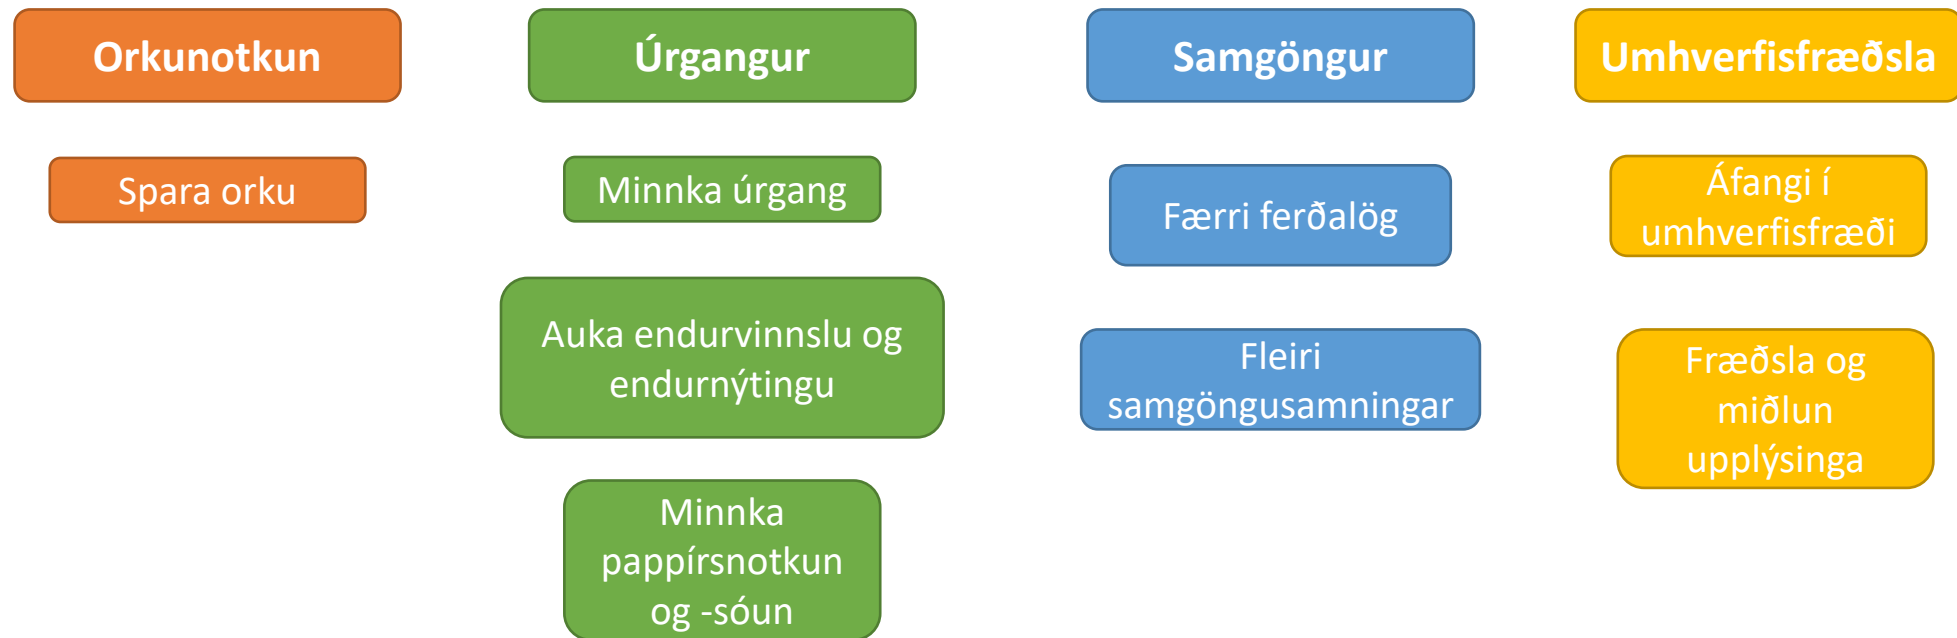 Orkunotkun
Spara orku
Úrgangur
Minnka úrgang
Auka endurvinnslu og
endurnýtingu
Minnka
pappírsnotkun
og -sóun
Samgöngur
Færri ferðalög
Fleiri
samgöngusamningar
Umhverfisfræðsla
Áfangi í
umhverfisfræði
Fræðsla og
miðlun
upplýsinga